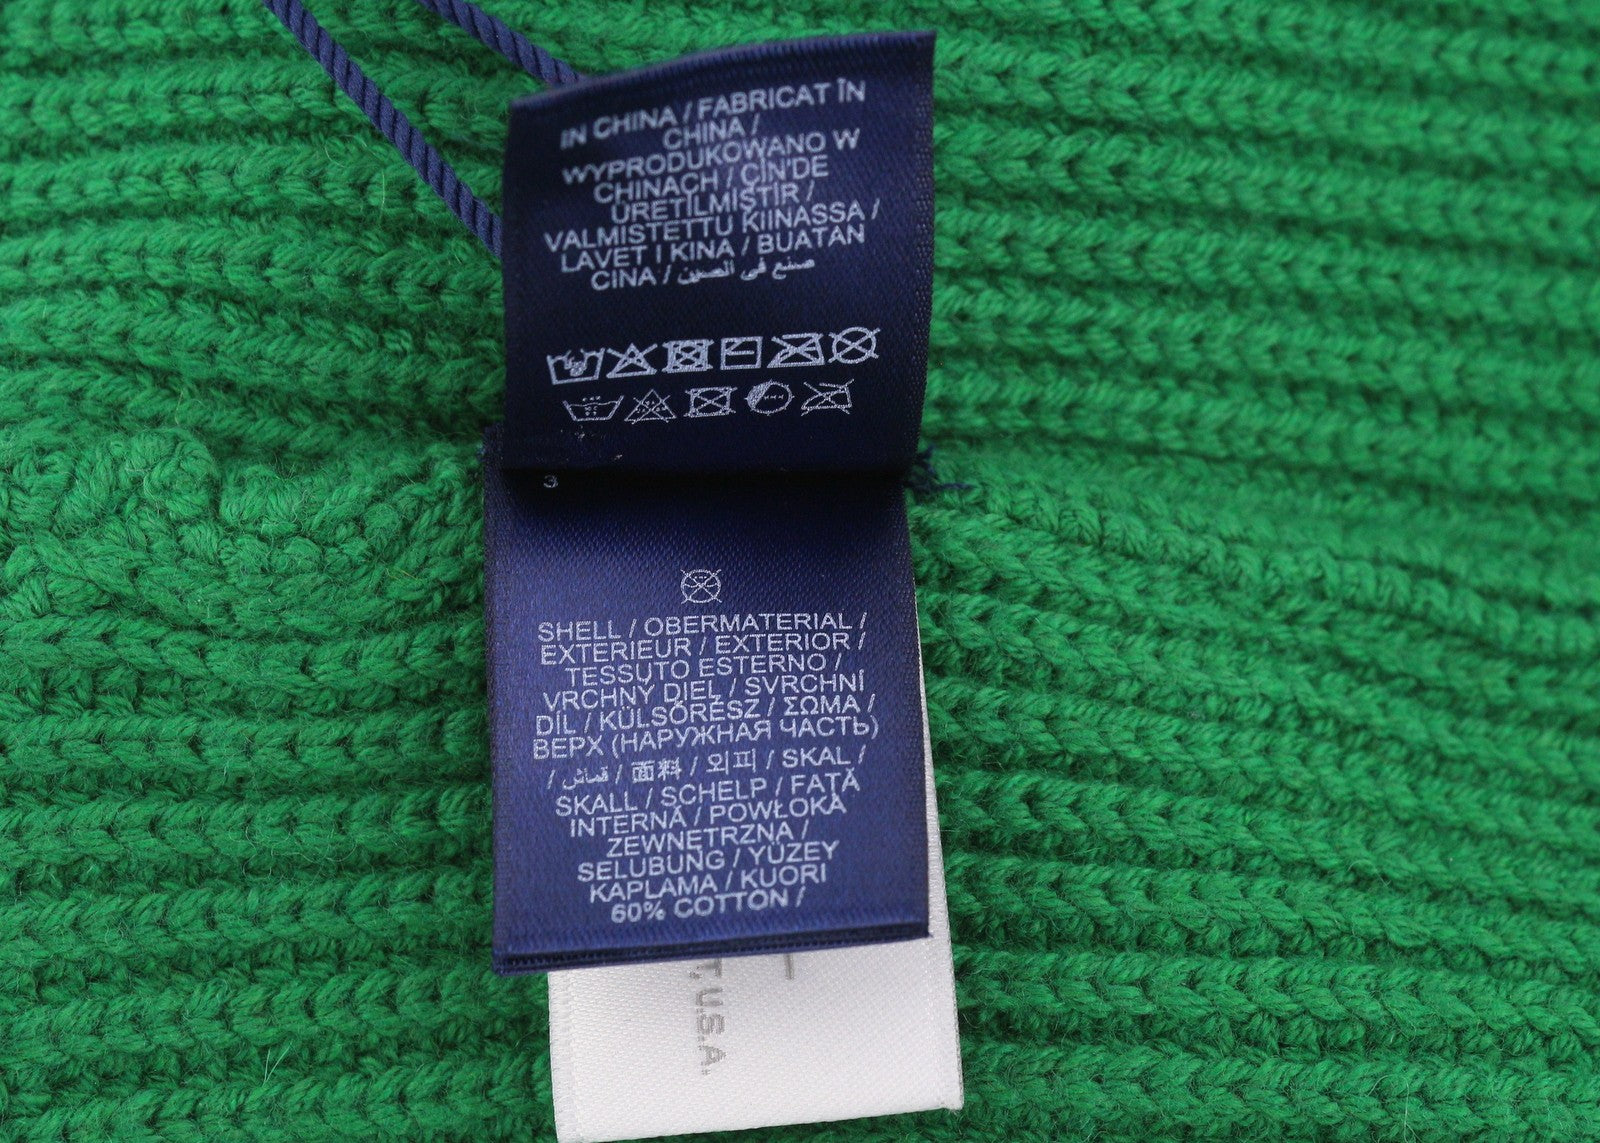 IN CHINA / FABRICAT ÎN
CHINA /
WYPRODUKOWANO W
CHINACH / ÇİN'DE
ÜRETİLMİŞTİR /
VALMISTETTU KIINASSA /
LAVET I KINA / BUATAN
CINA / صنع في الصين
3
SHELL / OBERMATERIAL /
EXTERIEUR / EXTERIOR /
TESSUTO ESTERNO /
VRCHNÝ DIEL / SVRCHNÍ
DÍL / KÜLSŐRÉSZ / ΣΩΜΑ /
ВЕРХ (НАРУЖНАЯ ЧАСТЬ)
/ قماش / 面料 / 외피 / SKAL /
SKALL / SCHELP / FAȚĂ
INTERNĂ / POWŁOKA
ZEWNĘTRZNA /
SELUBUNG / YÜZEY
KAPLAMA / KUORI
60% COTTON /
T, U.S.A.